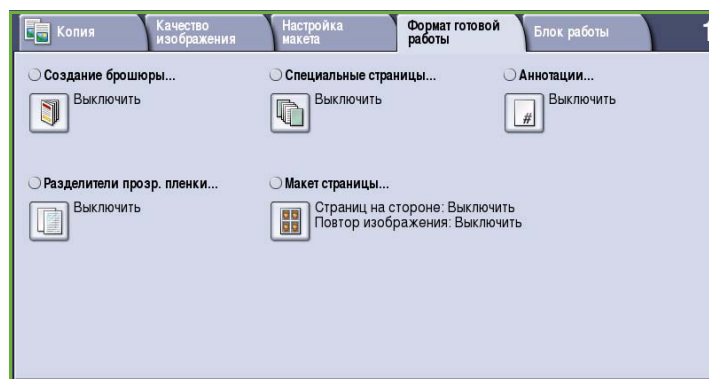 Копия
Качество
изображения
Настройка
макета
Формат готовой
работы
Блок работы
1
Создание брошюры...
Выключить
Специальные страницы...
Выключить
Аннотации...
Выключить
#
Разделители прозр. пленки...
Выключить
Макет страницы...
Страниц на стороне: Выключить
Повтор изображения: Выключить